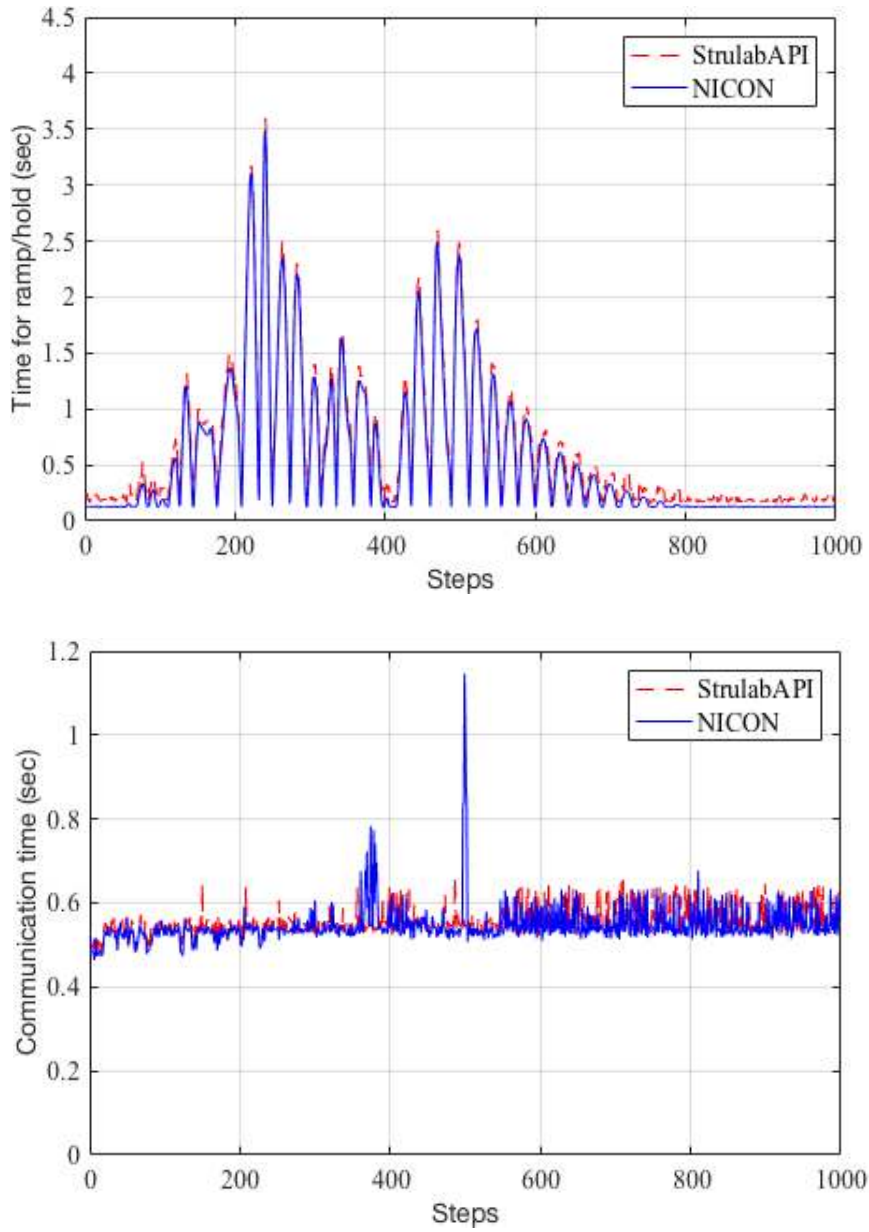 4.5
StrulabAPI
4
NICON
3.5
3
2.5
2
1.5
1
0.5
0
Time for ramp/hold (sec)
0 200 400 600 800 1000
Steps
1.2
StrulabAPI
NICON
1
0.8
0.6
0.4
0.2
0
Communication time (sec)
0 200 400 600 800 1000
Steps